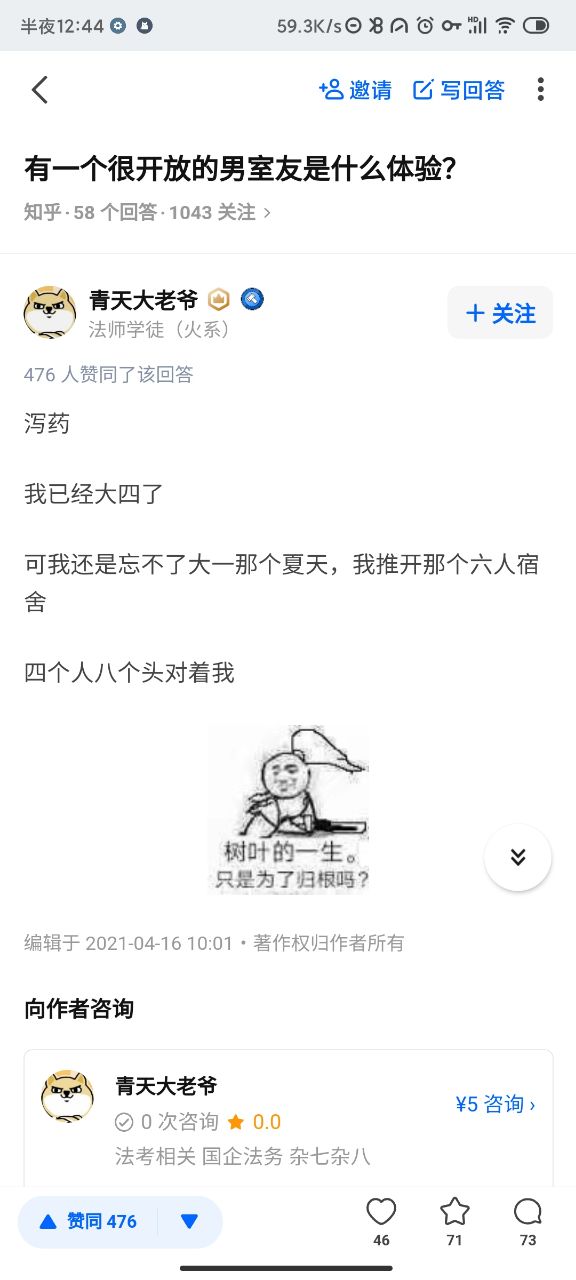 半夜12:44
59.3K/s
HD
邀请
写回答
有一个很开放的男室友是什么体验?
知乎·58 个回答·1043 关注 >
青天大老爷
法师学徒（火系）
+ 关注
476 人赞同了该回答
泻药
我已经大四了
可我还是忘不了大一那个夏天，我推开那个六人宿
舍
四个人八个头对着我
树叶的一生。
只是为了归根吗?
编辑于 2021-04-16 10:01・著作权归作者所有
向作者咨询
青天大老爷
0 次咨询 ★ 0.0
¥5 咨询 ›
法考相关 国企法务 杂七杂八
赞同 476
46
71
73